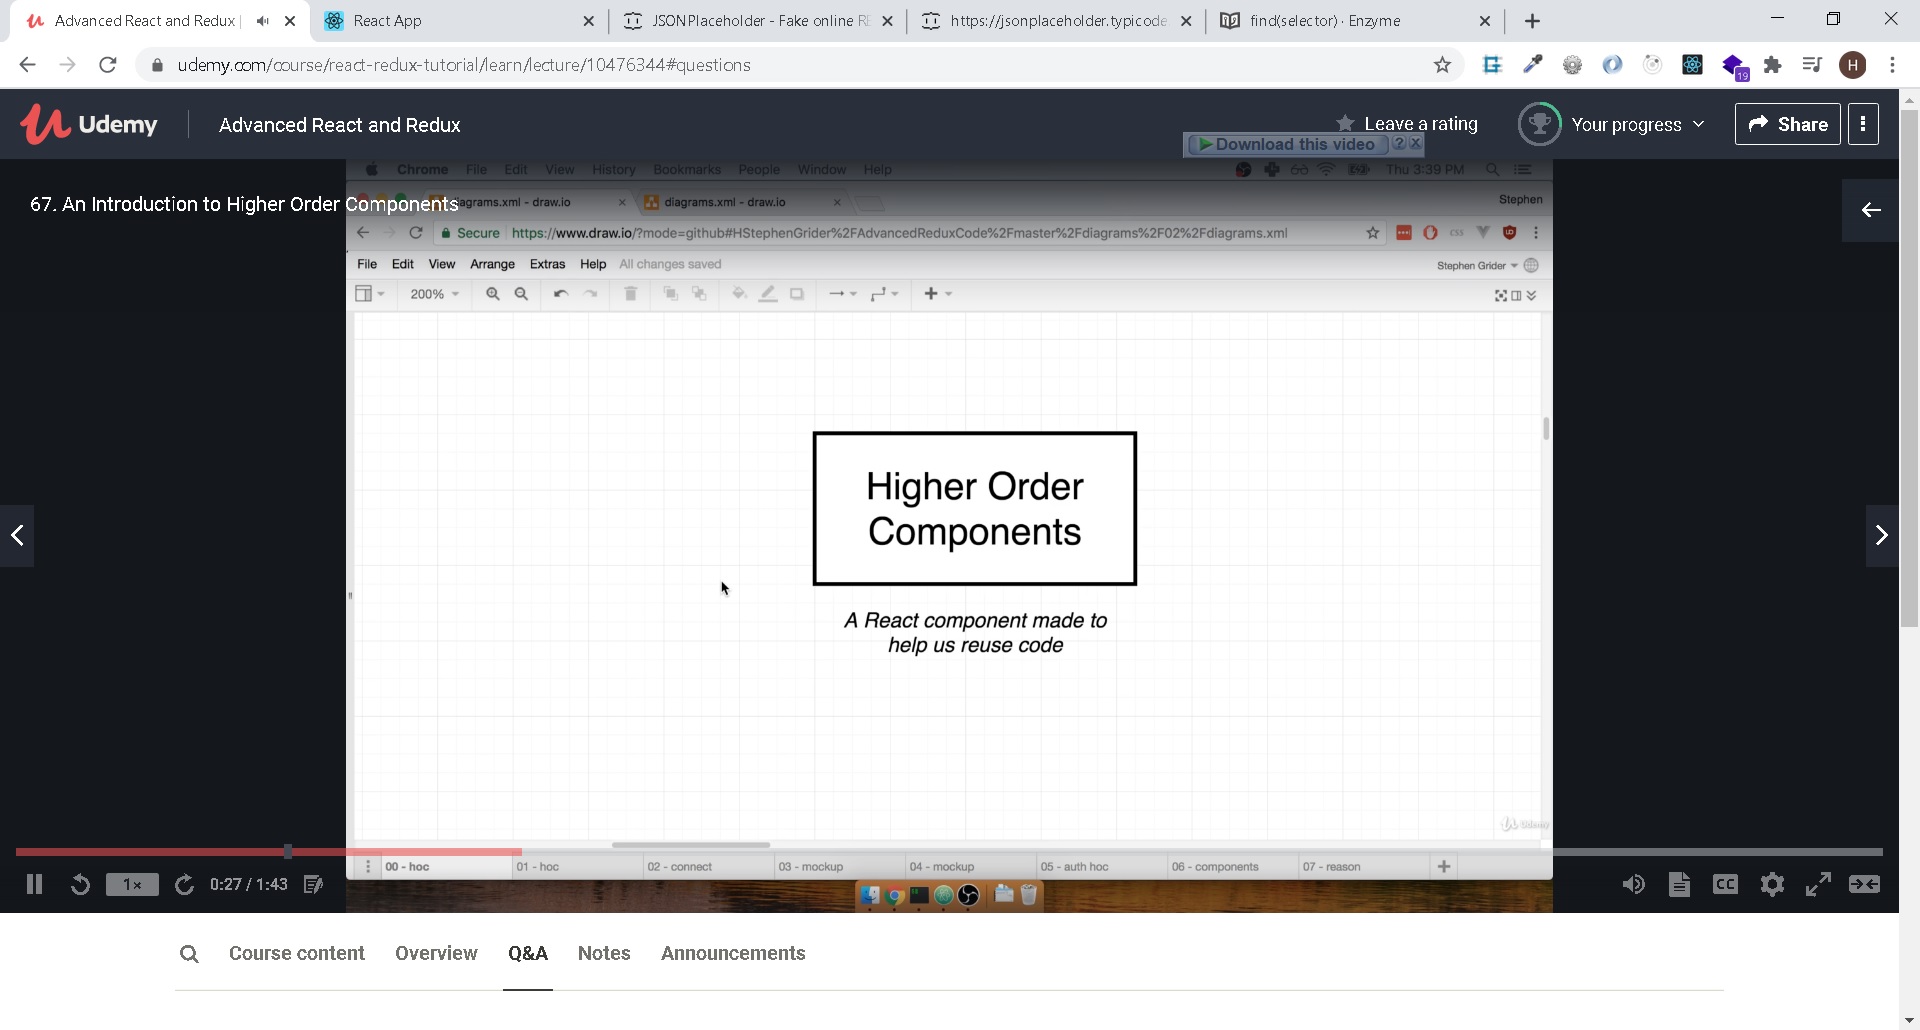 Advanced React and Redux
React App
JSONPlaceholder - Fake online RE
https://jsonplaceholder.typicode
find(selector) · Enzyme
udemy.com/course/react-redux-tutorial/learn/lecture/10476344#questions
19
H
Udemy
Advanced React and Redux
Leave a rating
Your progress
Share
Download this video
Chrome File Edit View History Bookmarks People Window Help
Thu 3:39 PM
67. An Introduction to Higher Order Components
agrams.xml - draw.io
diagrams.xml - draw.io
Stephen
Secure
https://www.draw.io/?mode=github#HStephenGrider%2FAdvancedReduxCode%2Fmaster%2Fdiagrams%2F02%2Fdiagrams.xml
CSS
File Edit View Arrange Extras Help All changes saved
Stephen Grider
200%
Higher Order
Components
A React component made to
help us reuse code
Udemy
00 - hoc
01 - hoc
02 - connect
03 - mockup
04 - mockup
05 - auth hoc
06 - components
07 - reason
1x
0:27 / 1:43
CC
Course content
Overview
Q&A
Notes
Announcements